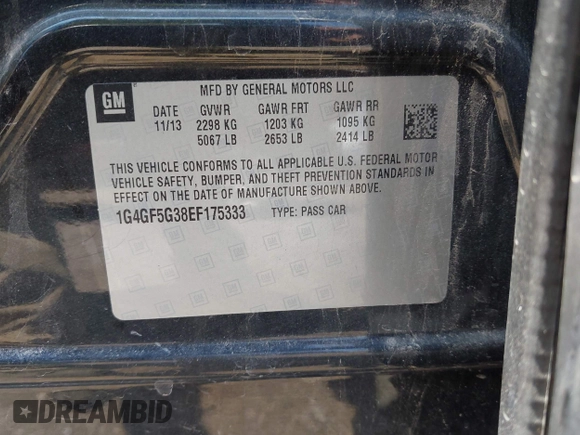 GM
MFD BY GENERAL MOTORS LLC
DATE GVWR GAWR FRT GAWR RR
11/13 2298 KG 1203 KG 1095 KG
5067 LB 2653 LB 2414 LB
THIS VEHICLE CONFORMS TO ALL APPLICABLE U.S. FEDERAL MOTOR
VEHICLE SAFETY, BUMPER, AND THEFT PREVENTION STANDARDS IN
EFFECT ON THE DATE OF MANUFACTURE SHOWN ABOVE.
1G4GF5G38EF175333 TYPE: PASS CAR
DREAMBID